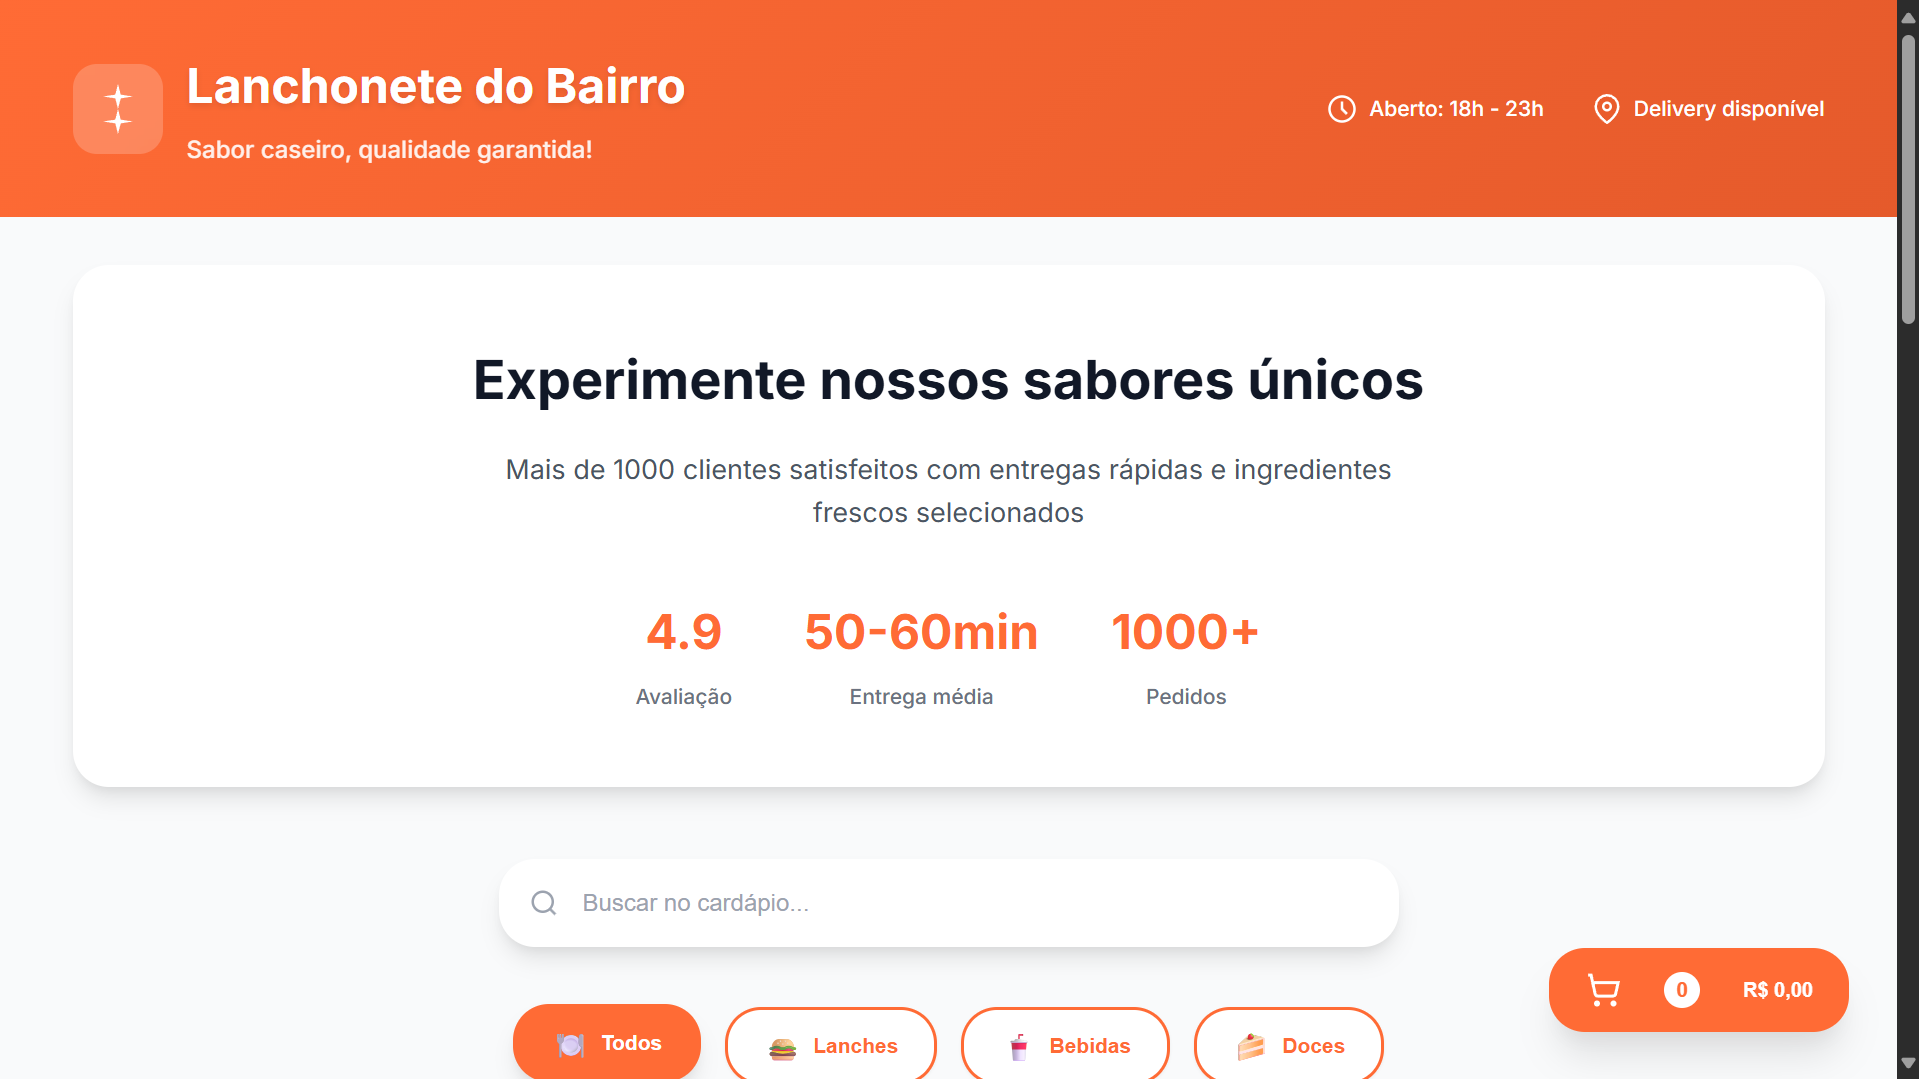 Lanchonete do Bairro
Sabor caseiro, qualidade garantida!
Aberto: 18h - 23h
Delivery disponível
Experimente nossos sabores únicos
Mais de 1000 clientes satisfeitos com entregas rápidas e ingredientes
frescos selecionados
4.9
50-60min
1000+
Avaliação
Entrega média
Pedidos
Buscar no cardápio...
0
R$ 0,00
Todos
Lanches
Bebidas
Doces